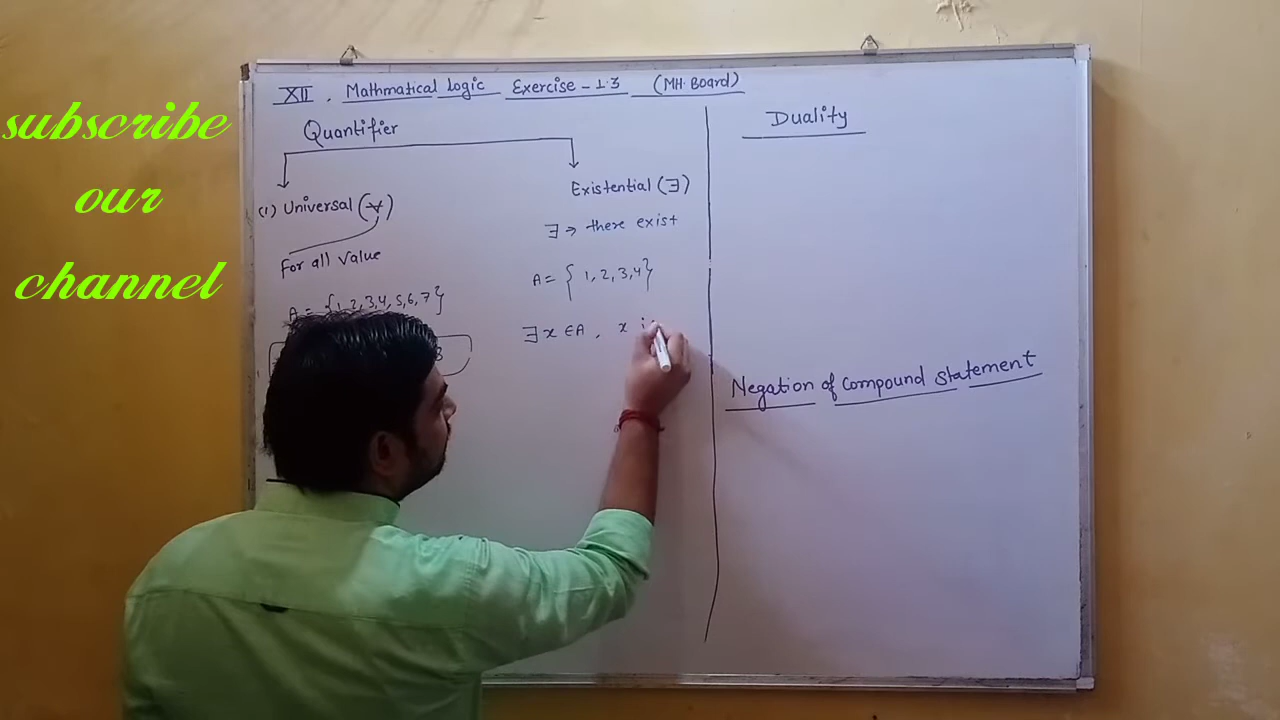 subscribe
our
channel
XII , Mathmatical Logic Exercise - 1.3 (MH. Board)
Quantifier
(1) Universal (∀)
For all value
A = {1,2,3,4,5,6,7}
3
Existential (∃)
∃ → there exist
A = { 1,2,3,4}
∃ x ∈ A , x i
Duality
Negation of compound statement